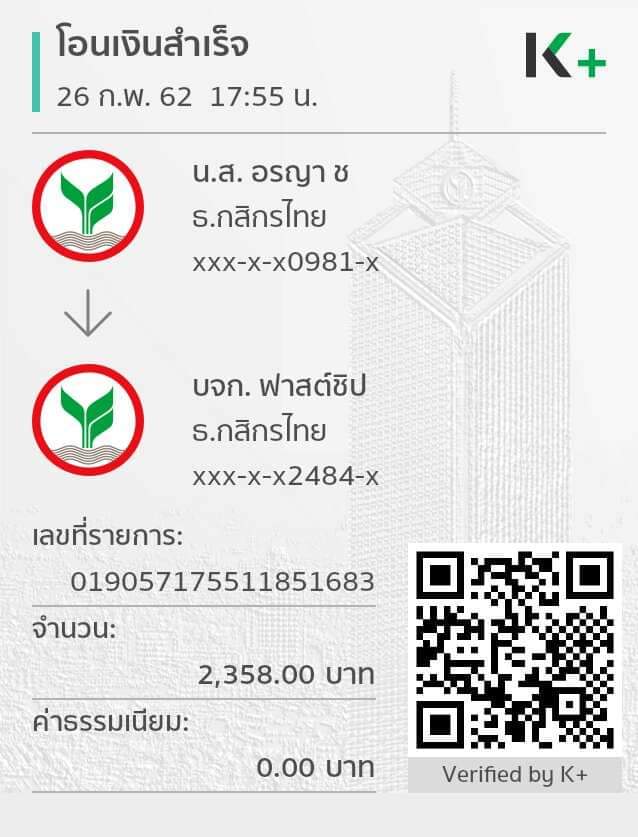 โอนเงินสำเร็จ
26 ก.พ. 62 17:55 น.
K+
น.ส. อรญา ช
ธ.กสิกรไทย
xxx-x-x0981-x
บจก. ฟาสต์ชิป
ธ.กสิกรไทย
xxx-x-x2484-x
เลขที่รายการ:
019057175511851683
จำนวน:
2,358.00 บาท
ค่าธรรมเนียม:
0.00 บาท
Verified by K+